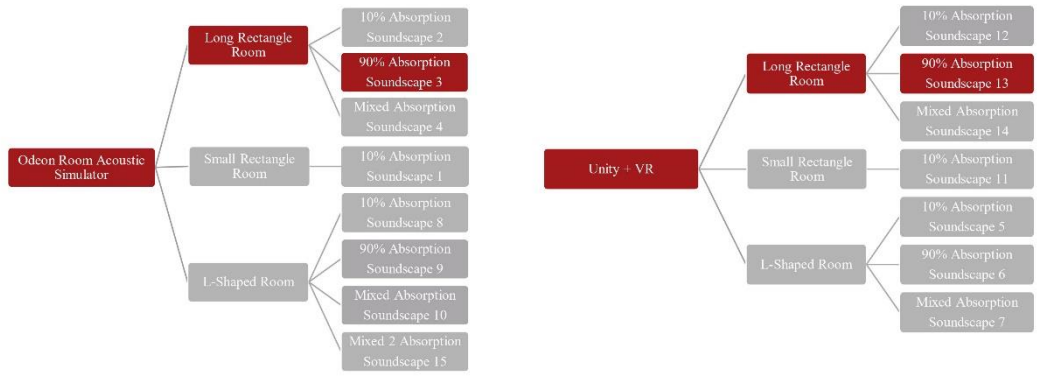 Odeon Room Acoustic
Simulator
Long Rectangle
Room
10% Absorption
Soundscape 2
90% Absorption
Soundscape 3
Mixed Absorption
Soundscape 4
Small Rectangle
Room
10% Absorption
Soundscape 1
L-Shaped Room
10% Absorption
Soundscape 8
90% Absorption
Soundscape 9
Mixed Absorption
Soundscape 10
Mixed 2 Absorption
Soundscape 15
Unity + VR
Long Rectangle
Room
10% Absorption
Soundscape 12
90% Absorption
Soundscape 13
Mixed Absorption
Soundscape 14
Small Rectangle
Room
10% Absorption
Soundscape 11
L-Shaped Room
10% Absorption
Soundscape 5
90% Absorption
Soundscape 6
Mixed Absorption
Soundscape 7